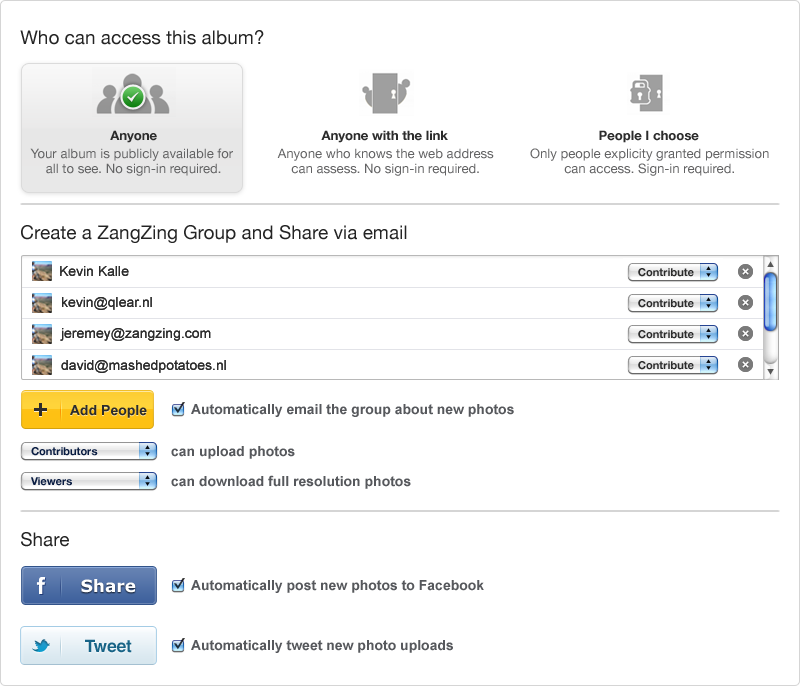 Who can access this album?
Anyone
Your album is publicly available for
all to see. No sign-in required.
Anyone with the link
Anyone who knows the web address
can assess. No sign-in required.
People I choose
Only people explicity granted permission
can access. Sign-in required.
Create a ZangZing Group and Share via email
Kevin Kalle Contribute
kevin@qlear.nl Contribute
jeremey@zangzing.com Contribute
david@mashedpotatoes.nl Contribute
+ Add People Automatically email the group about new photos
Contributors can upload photos
Viewers can download full resolution photos
Share
f Share Automatically post new photos to Facebook
Tweet Automatically tweet new photo uploads